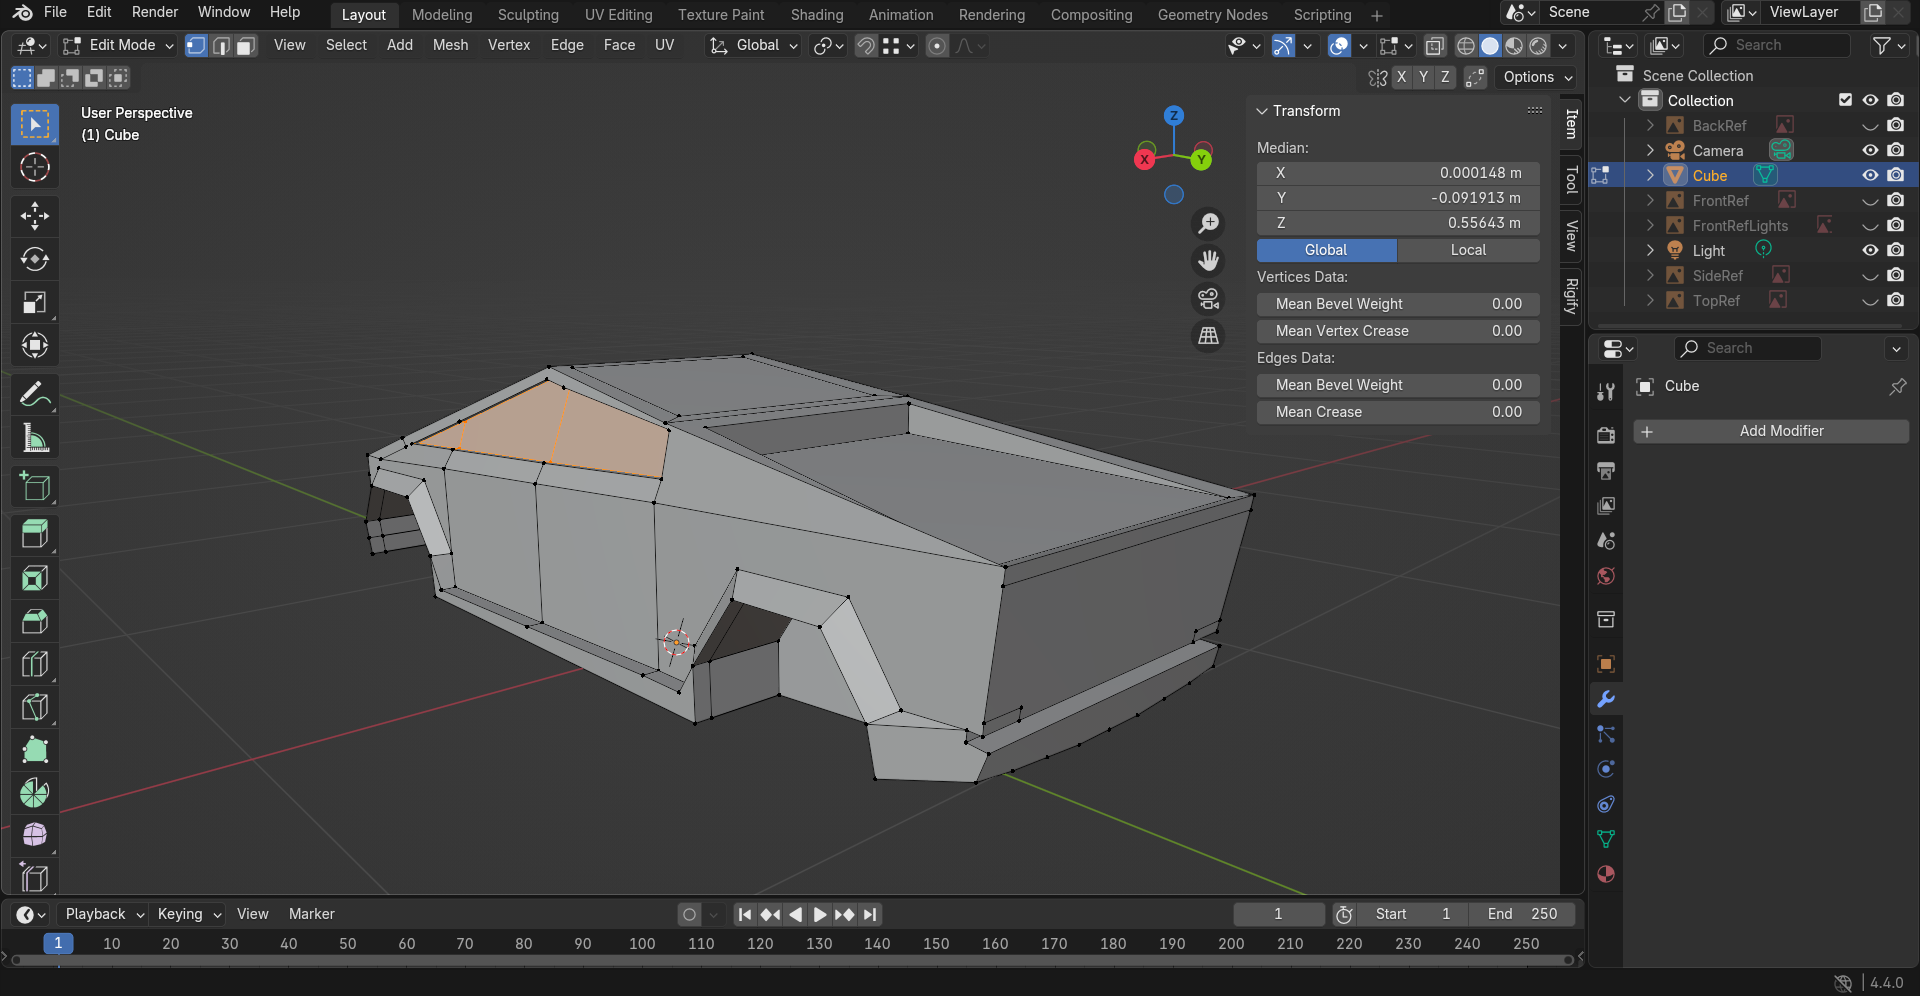 File Edit Render Window Help Layout Modeling Sculpting UV Editing Texture Paint Shading Animation Rendering Compositing Geometry Nodes Scripting + Scene ViewLayer
Edit Mode View Select Add Mesh Vertex Edge Face UV Global Search
X Y Z Options
User Perspective
(1) Cube
Z
X
Y
Transform
Median:
X 0.000148 m
Y -0.091913 m
Z 0.55643 m
Global Local
Vertices Data:
Mean Bevel Weight 0.00
Mean Vertex Crease 0.00
Edges Data:
Mean Bevel Weight 0.00
Mean Crease 0.00
Item
Tool
View
Rigify
Scene Collection
Collection
BackRef
Camera
Cube
FrontRef
FrontRefLights
Light
SideRef
TopRef
Search
Cube
+ Add Modifier
Playback Keying View Marker 1 Start 1 End 250
1 10 20 30 40 50 60 70 80 90 100 110 120 130 140 150 160 170 180 190 200 210 220 230 240 250
4.4.0